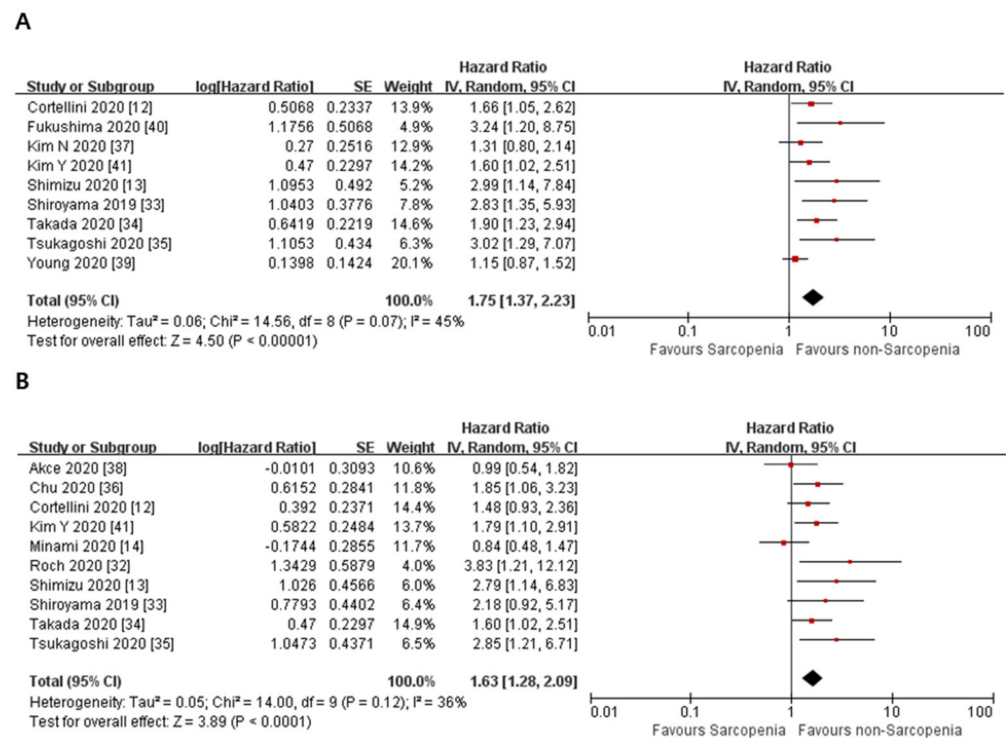 A
Hazard Ratio Hazard Ratio
Study or Subgroup log[Hazard Ratio] SE Weight IV, Random, 95% CI IV, Random, 95% CI
Cortellini 2020 [12] 0.5068 0.2337 13.9% 1.66 [1.05, 2.62]
Fukushima 2020 [40] 1.1756 0.5068 4.9% 3.24 [1.20, 8.75]
Kim N 2020 [37] 0.27 0.2516 12.9% 1.31 [0.80, 2.14]
Kim Y 2020 [41] 0.47 0.2297 14.2% 1.60 [1.02, 2.51]
Shimizu 2020 [13] 1.0953 0.492 5.2% 2.99 [1.14, 7.84]
Shiroyama 2019 [33] 1.0403 0.3776 7.8% 2.83 [1.35, 5.93]
Takada 2020 [34] 0.6419 0.2219 14.6% 1.90 [1.23, 2.94]
Tsukagoshi 2020 [35] 1.1053 0.434 6.3% 3.02 [1.29, 7.07]
Young 2020 [39] 0.1398 0.1424 20.1% 1.15 [0.87, 1.52]
Total (95% CI) 100.0% 1.75 [1.37, 2.23]
Heterogeneity: Tau² = 0.06; Chi² = 14.56, df = 8 (P = 0.07); I² = 45%
Test for overall effect: Z = 4.50 (P < 0.00001)
0.01 0.1 1 10 100
Favours Sarcopenia Favours non-Sarcopenia
B
Hazard Ratio Hazard Ratio
Study or Subgroup log[Hazard Ratio] SE Weight IV, Random, 95% CI IV, Random, 95% CI
Akce 2020 [38] -0.0101 0.3093 10.6% 0.99 [0.54, 1.82]
Chu 2020 [36] 0.6152 0.2841 11.8% 1.85 [1.06, 3.23]
Cortellini 2020 [12] 0.392 0.2371 14.4% 1.48 [0.93, 2.36]
Kim Y 2020 [41] 0.5822 0.2484 13.7% 1.79 [1.10, 2.91]
Minami 2020 [14] -0.1744 0.2855 11.7% 0.84 [0.48, 1.47]
Roch 2020 [32] 1.3429 0.5879 4.0% 3.83 [1.21, 12.12]
Shimizu 2020 [13] 1.026 0.4566 6.0% 2.79 [1.14, 6.83]
Shiroyama 2019 [33] 0.7793 0.4402 6.4% 2.18 [0.92, 5.17]
Takada 2020 [34] 0.47 0.2297 14.9% 1.60 [1.02, 2.51]
Tsukagoshi 2020 [35] 1.0473 0.4371 6.5% 2.85 [1.21, 6.71]
Total (95% CI) 100.0% 1.63 [1.28, 2.09]
Heterogeneity: Tau² = 0.05; Chi² = 14.00, df = 9 (P = 0.12); I² = 36%
Test for overall effect: Z = 3.89 (P < 0.0001)
0.01 0.1 1 10 100
Favours Sarcopenia Favours non-Sarcopenia